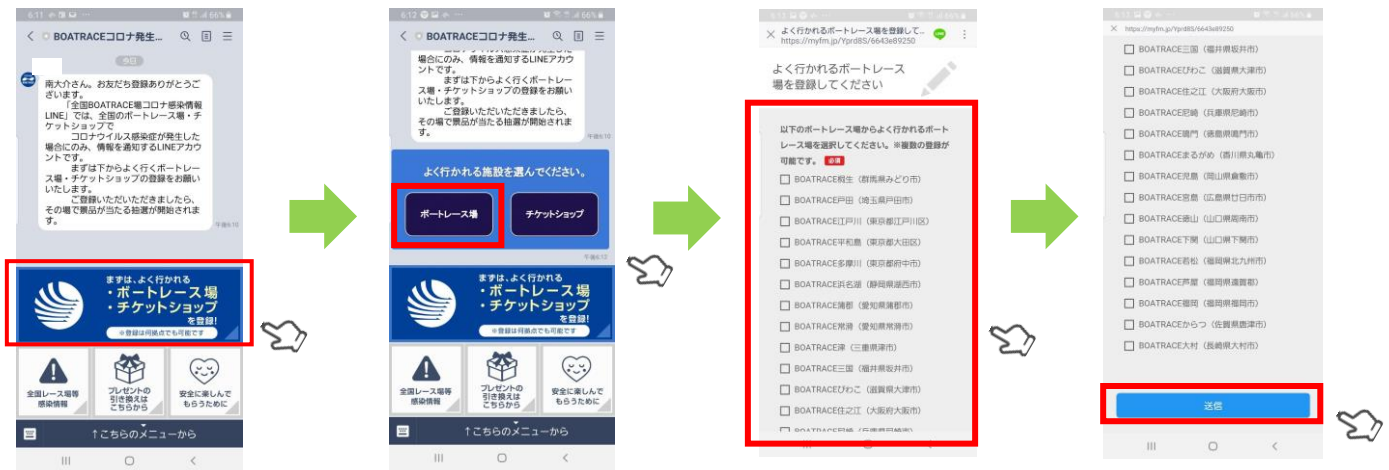 6:11
66%
BOATRACEコロナ発生...
今日
南大介さん。お友だち登録ありがとうご
ざいます。
「全国BOATRACE場コロナ感染情報
LINE」では、全国のボートレース場・チ
ケットショップで
コロナウイルス感染症が発生した
場合にのみ、情報を通知するLINEアカウ
ントです。
まずは下からよく行くボートレー
ス場・チケットショップの登録をお願い
いたします。
ご登録いただいただきましたら、
その場で景品が当たる抽選が開始されま
す。
午後6:10
まずは、よく行かれる
・ボートレース場
・チケットショップ
を登録!
※登録は何拠点でも可能です
全国レース場等
感染情報
プレゼントの
引き換えは
こちらから
安全に楽しんで
もらうために
↑こちらのメニューから
6:12
66%
BOATRACEコロナ発生...
場合にのみ、情報を通知するLINEアカウ
ントです。
まずは下からよく行くボートレー
ス場・チケットショップの登録をお願い
いたします。
ご登録いただいただきましたら、
その場で景品が当たる抽選が開始されま
す。
午後6:10
よく行かれる施設を選んでください。
ボートレース場
チケットショップ
午後6:12
まずは、よく行かれる
・ボートレース場
・チケットショップ
を登録!
※登録は何拠点でも可能です
全国レース場等
感染情報
プレゼントの
引き換えは
こちらから
安全に楽しんで
もらうために
↑こちらのメニューから
よく行かれるボートレース場を登録して...
https://myfm.jp/Yprd8S/6643e89250
よく行かれるボートレース
場を登録してください
以下のボートレース場からよく行かれるボート
レース場を選択してください。※複数の登録が
可能です。 必須
BOATRACE桐生（群馬県みどり市）
BOATRACE戸田（埼玉県戸田市）
BOATRACE江戸川（東京都江戸川区）
BOATRACE平和島（東京都大田区）
BOATRACE多摩川（東京都府中市）
BOATRACE浜名湖（静岡県湖西市）
BOATRACE蒲郡（愛知県蒲郡市）
BOATRACE常滑（愛知県常滑市）
BOATRACE津（三重県津市）
BOATRACE三国（福井県坂井市）
BOATRACEびわこ（滋賀県大津市）
BOATRACE住之江（大阪府大阪市）
https://myfm.jp/Yprd8S/6643e89250
BOATRACE三国（福井県坂井市）
BOATRACEびわこ（滋賀県大津市）
BOATRACE住之江（大阪府大阪市）
BOATRACE尼崎（兵庫県尼崎市）
BOATRACE鳴門（徳島県鳴門市）
BOATRACEまるがめ（香川県丸亀市）
BOATRACE児島（岡山県倉敷市）
BOATRACE宮島（広島県廿日市市）
BOATRACE徳山（山口県周南市）
BOATRACE下関（山口県下関市）
BOATRACE若松（福岡県北九州市）
BOATRACE芦屋（福岡県遠賀郡）
BOATRACE福岡（福岡県福岡市）
BOATRACEからつ（佐賀県唐津市）
BOATRACE大村（長崎県大村市）
送信